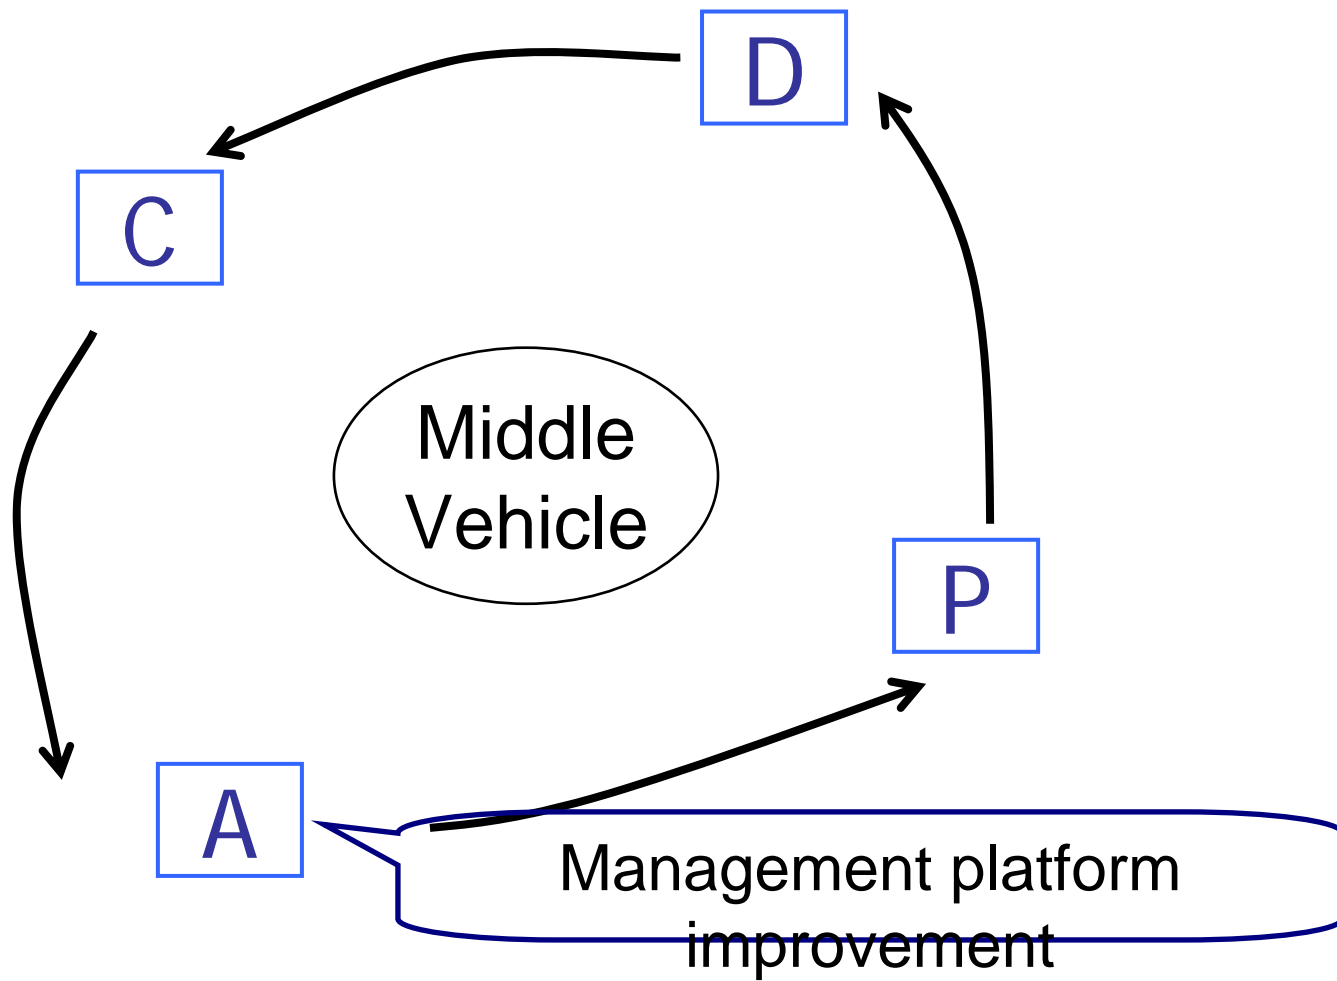 D
C
Middle
Vehicle
P
A
Management platform
improvement